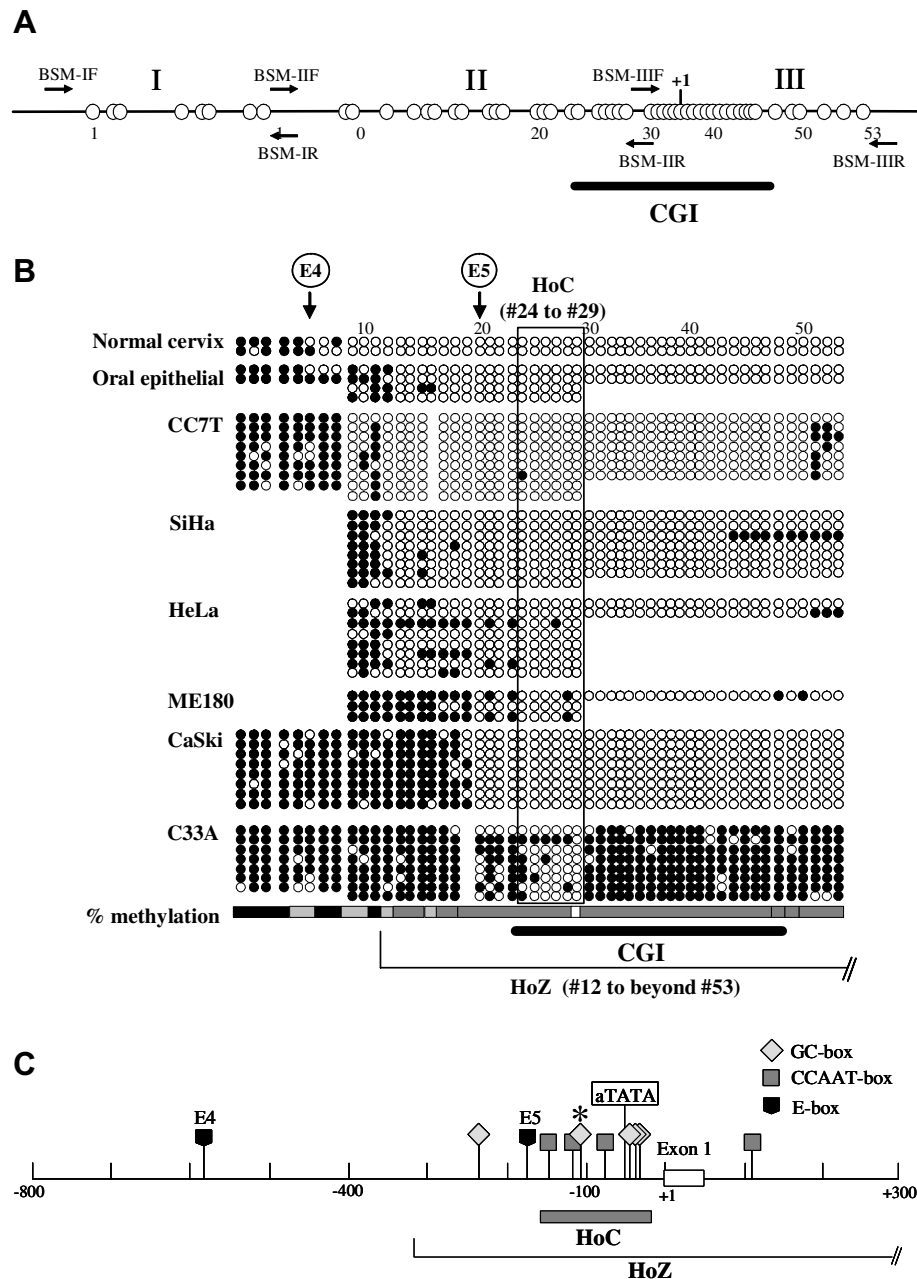 A
BSM-IF I BSM-IIF II BSM-IIIF +1 III
1 1 0 20 30 40 50 53
BSM-IR BSM-IIR BSM-IIIR
CGI
B
E4 E5 HoC
(#24 to #29)
10 20 30 40 50
Normal cervix
Oral epithelial
CC7T
SiHa
HeLa
ME180
CaSki
C33A
% methylation
CGI
HoZ (#12 to beyond #53)
C
GC-box
CCAAT-box
E-box
E4 E5 * aTATA Exon 1
-800 -400 -100 +1 +300
HoC
HoZ